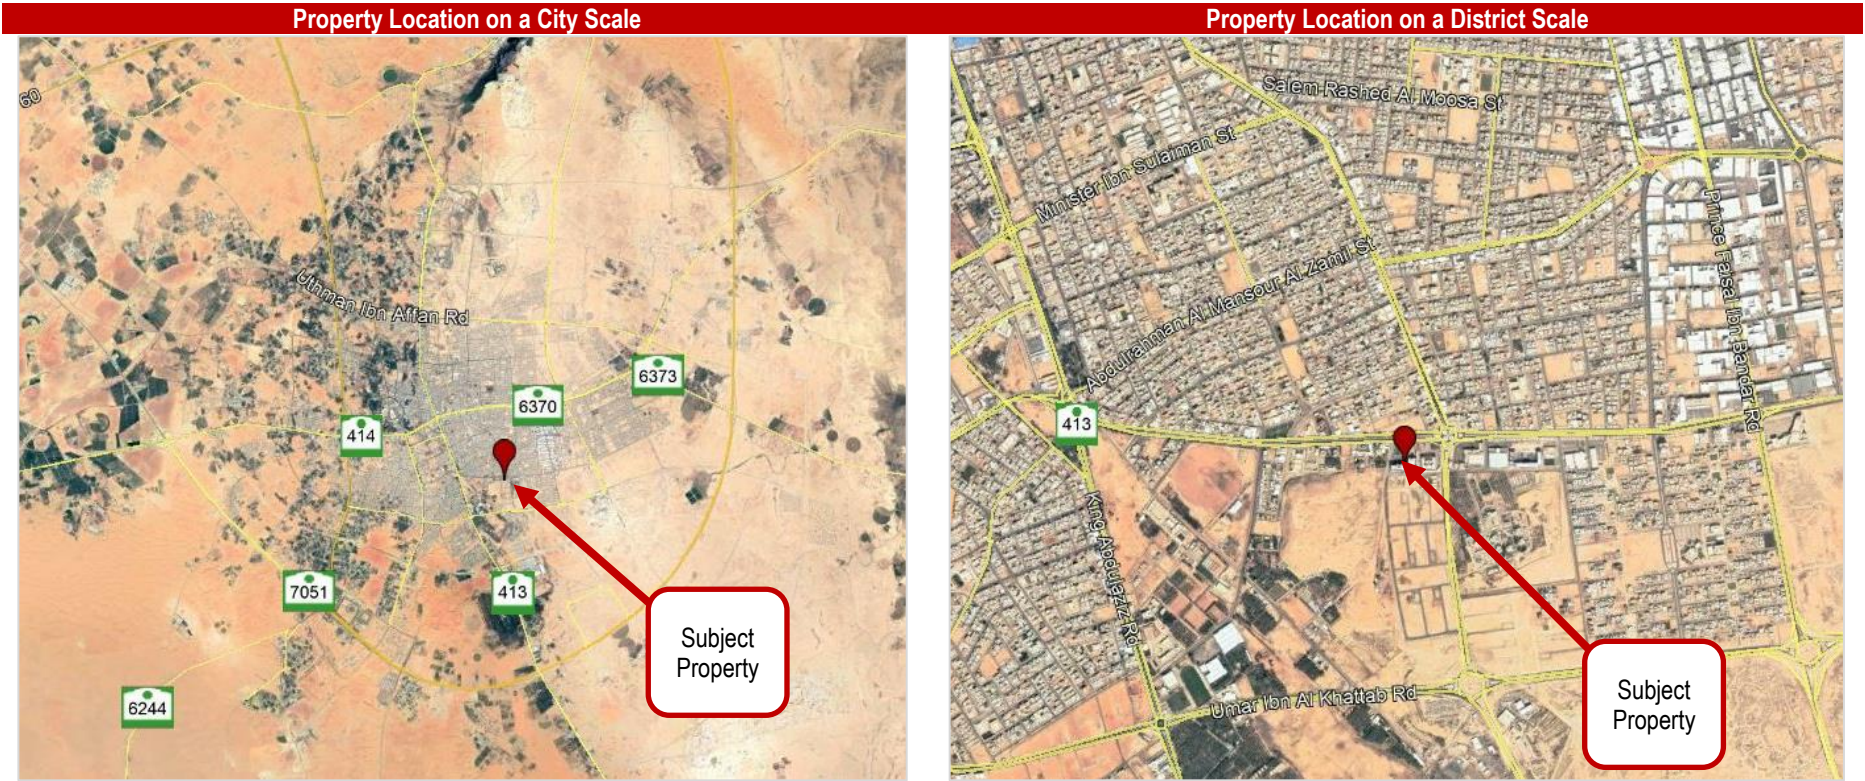 Property Location on a City Scale
60
Uthman Ibn Affan Rd
6373
6370
414
7051
413
6244
Subject
Property
Property Location on a District Scale
Salem Rashed Al Moosa St
Minister Ibn Sulaiman St
Prince Faisal Ibn Bandar Rd
Abdulrahman Al Mansour Al Zamil St
413
King Abdulaziz Rd
Umar Ibn Al Khattab Rd
Subject
Property